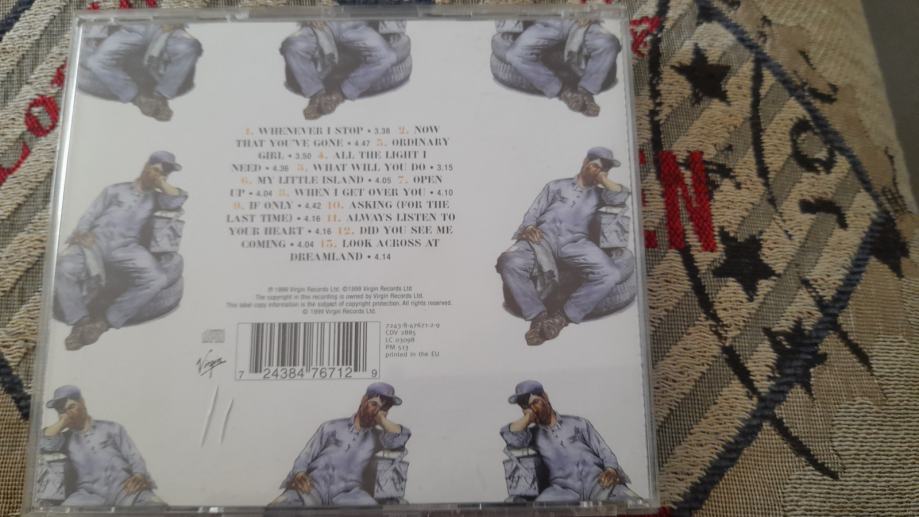 1. WHENEVER I STOP • 3.38 2. NOW
THAT YOU'VE GONE • 4.47 3. ORDINARY
GIRL • 3.50 4. ALL THE LIGHT I
NEED • 4.36 5. WHAT WILL YOU DO • 3.15
6. MY LITTLE ISLAND • 4.05 7. OPEN
UP • 4.04 8. WHEN I GET OVER YOU • 4.10
9. IF ONLY • 4.42 10. ASKING (FOR THE
LAST TIME) • 4.16 11. ALWAYS LISTEN TO
YOUR HEART • 4.16 12. DID YOU SEE ME
COMING • 4.04 13. LOOK ACROSS AT
DREAMLAND • 4.14
℗ 1999 Virgin Records Ltd. ©1999 Virgin Records Ltd.
The copyright in this recording is owned by Virgin Records Ltd.
This label copy information is the subject of copyright protection. All rights reserved.
© 1999 Virgin Records Ltd.
Virgin
7 24384 76712 9
7243-8-47671-2-9
CDV 2885
LC 03098
PM 513
printed in the EU